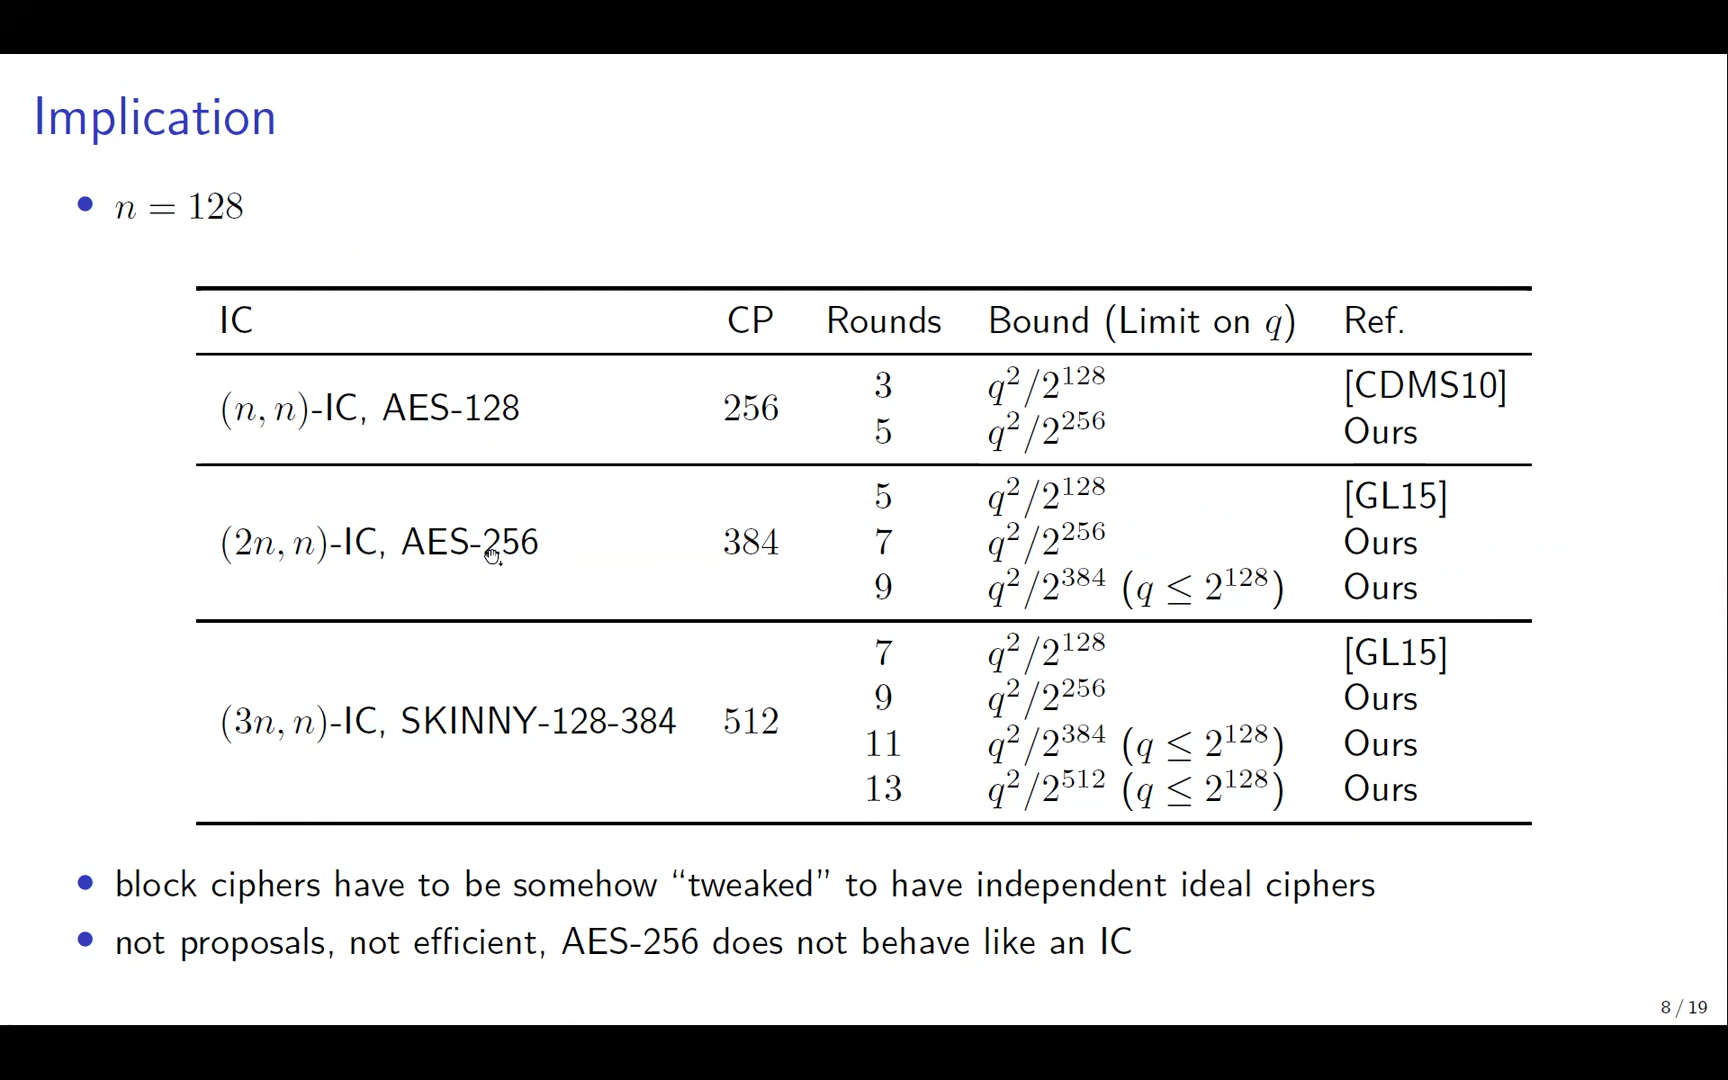 Implication
• n = 128
IC CP Rounds Bound (Limit on q) Ref.
(n, n)-IC, AES-128 256
3 q²/2¹²⁸ [CDMS10]
5 q²/2²⁵⁶ Ours
(2n, n)-IC, AES-256 384
5 q²/2¹²⁸ [GL15]
7 q²/2²⁵⁶ Ours
9 q²/2³⁸⁴ (q ≤ 2¹²⁸) Ours
(3n, n)-IC, SKINNY-128-384 512
7 q²/2¹²⁸ [GL15]
9 q²/2²⁵⁶ Ours
11 q²/2³⁸⁴ (q ≤ 2¹²⁸) Ours
13 q²/2⁵¹² (q ≤ 2¹²⁸) Ours
• block ciphers have to be somehow “tweaked” to have independent ideal ciphers
• not proposals, not efficient, AES-256 does not behave like an IC
8 / 19